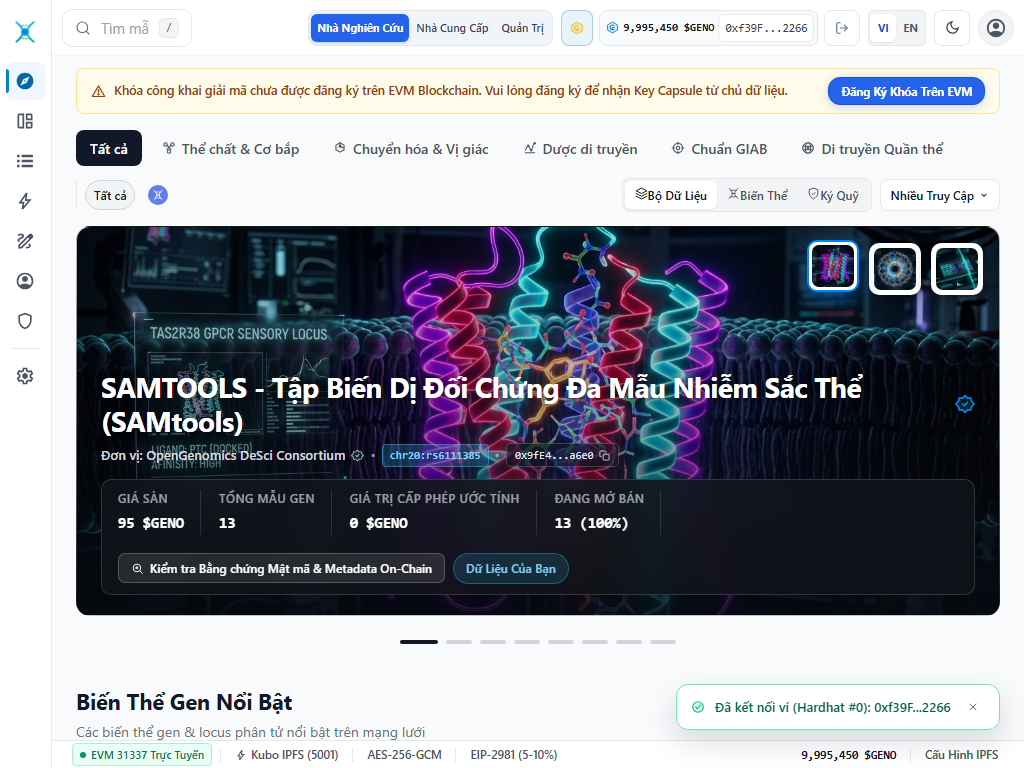 Tìm mẫ /
Nhà Nghiên Cứu Nhà Cung Cấp Quản Trị
9,995,450 $GENO 0xf39F...2266
VI EN
Khóa công khai giải mã chưa được đăng ký trên EVM Blockchain. Vui lòng đăng ký để nhận Key Capsule từ chủ dữ liệu.
Đăng Ký Khóa Trên EVM
Tất cả Thể chất & Cơ bắp Chuyển hóa & Vị giác Dược di truyền Chuẩn GIAB Di truyền Quần thể
Tất cả
Bộ Dữ Liệu Biến Thể Ký Quỹ Nhiều Truy Cập
TAS2R38 GPCR SENSORY LOCUS
SAMTOOLS - Tập Biến Dị Đối Chứng Đa Mẫu Nhiễm Sắc Thể
(SAMtools)
LIGAND: PTC (DOCKED)
Đơn vị: OpenGenomics DeSci Consortium • chr20:rs6111385 • 0x9fE4...a6e0
AFINISITY: HIGH
GIÁ SÀN TỔNG MẪU GEN GIÁ TRỊ CẤP PHÉP ƯỚC TÍNH ĐANG MỞ BÁN
95 $GENO 13 0 $GENO 13 (100%)
Kiểm tra Bằng chứng Mật mã & Metadata On-Chain Dữ Liệu Của Bạn
Biến Thể Gen Nổi Bật
Các biến thể gen & locus phân tử nổi bật trên mạng lưới
Đã kết nối ví (Hardhat #0): 0xf39F...2266
EVM 31337 Trực Tuyến Kubo IPFS (5001) AES-256-GCM EIP-2981 (5-10%) 9,995,450 $GENO Cấu Hình IPFS